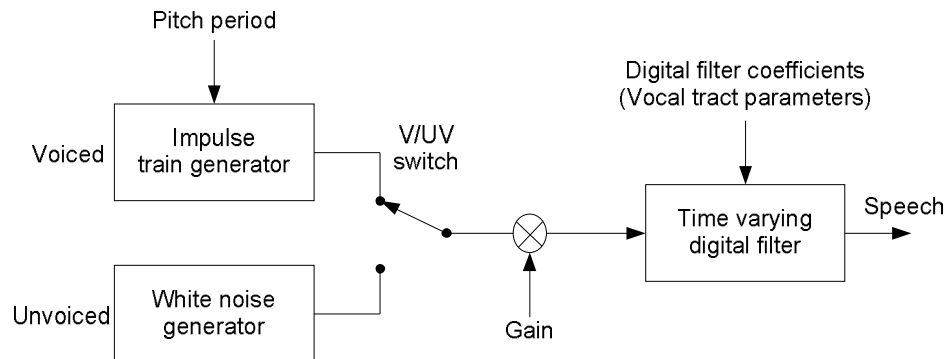 Pitch period
Digital filter coefficients
(Vocal tract parameters)
Voiced
Impulse
train generator
V/UV
switch
Time varying
digital filter
Speech
Unvoiced
White noise
generator
Gain